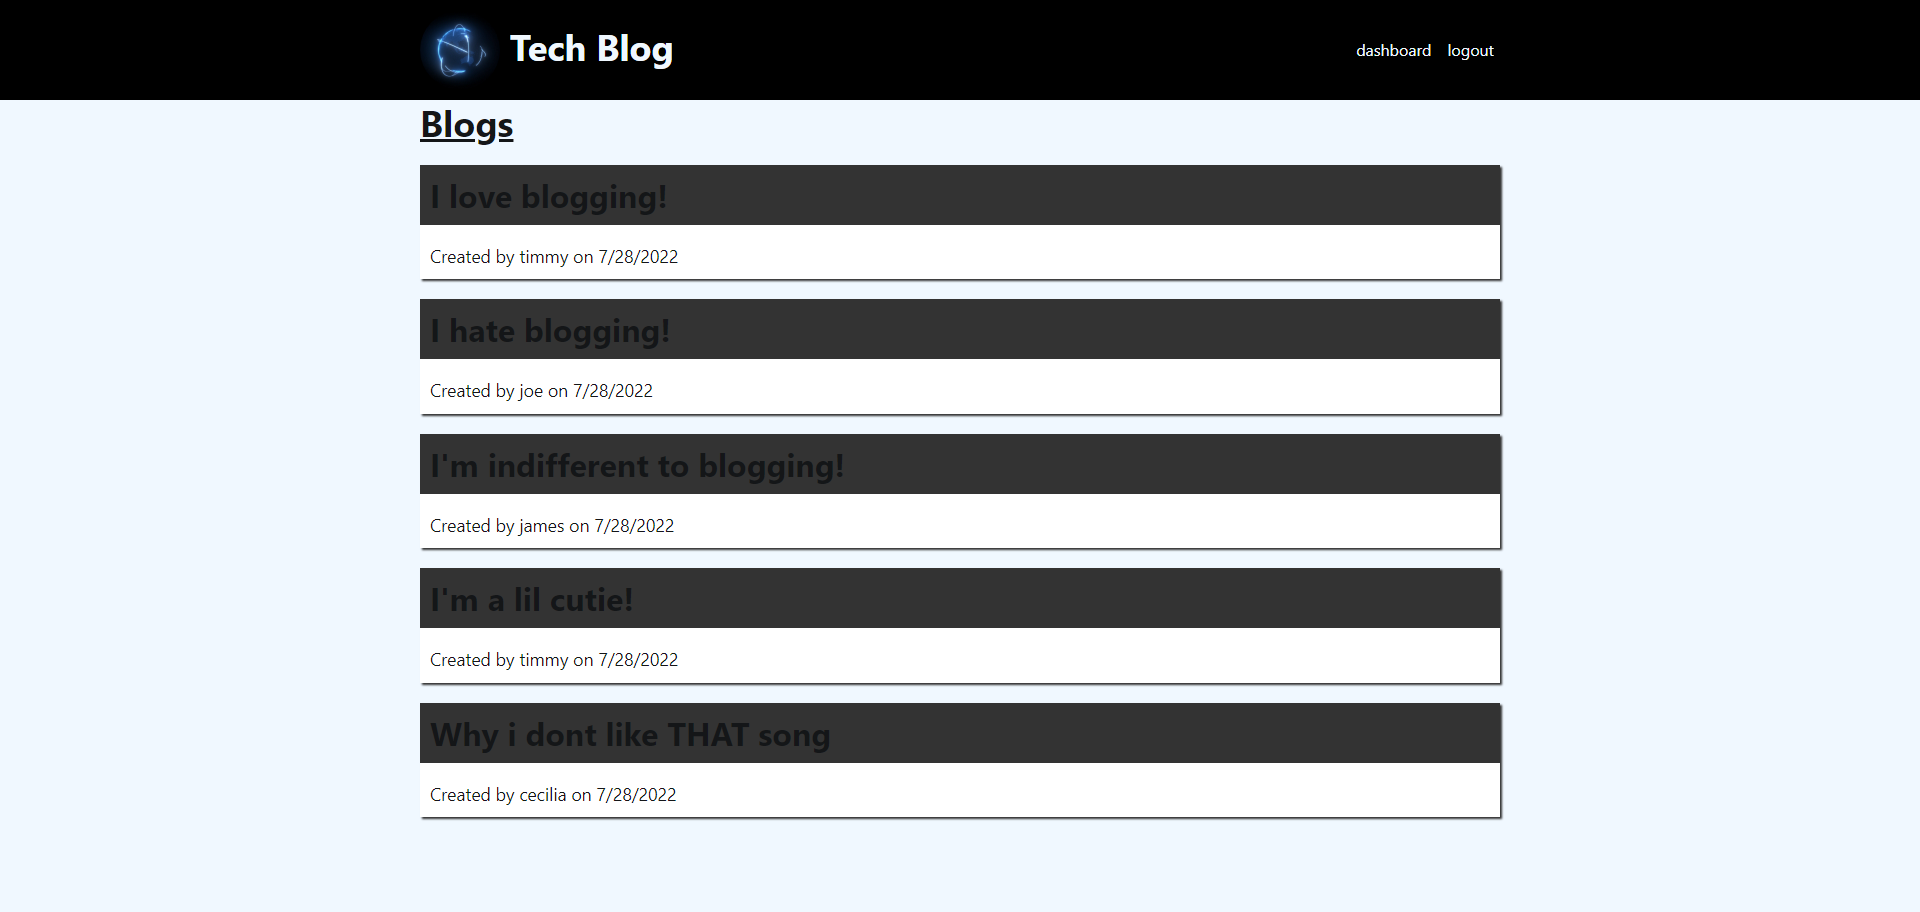 Tech Blog
dashboard logout
Blogs
I love blogging!
Created by timmy on 7/28/2022
I hate blogging!
Created by joe on 7/28/2022
I'm indifferent to blogging!
Created by james on 7/28/2022
I'm a lil cutie!
Created by timmy on 7/28/2022
Why i dont like THAT song
Created by cecilia on 7/28/2022